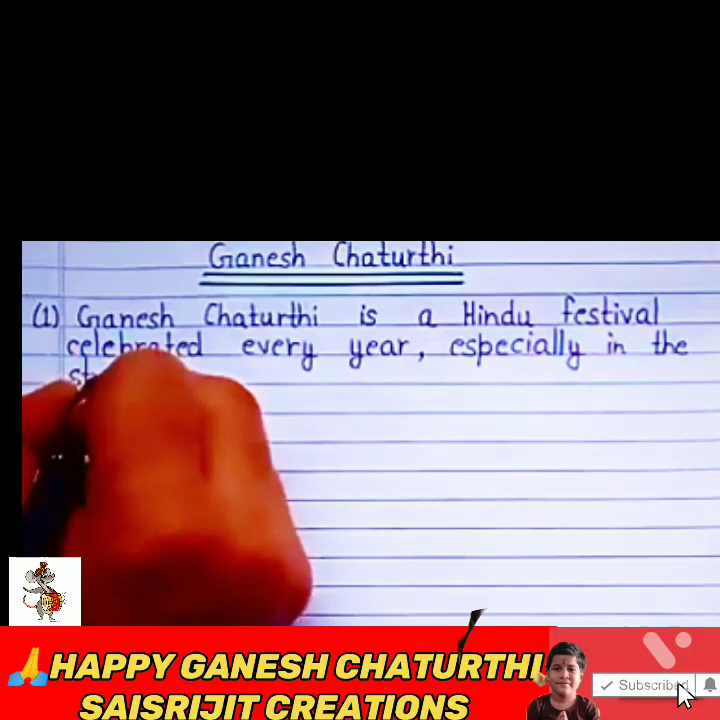 Ganesh Chaturthi
(1) Ganesh Chaturthi is a Hindu festival
celebrated every year, especially in the
st
🙏HAPPY GANESH CHATURTHI
SAISRIJIT CREATIONS
✓ Subscribed